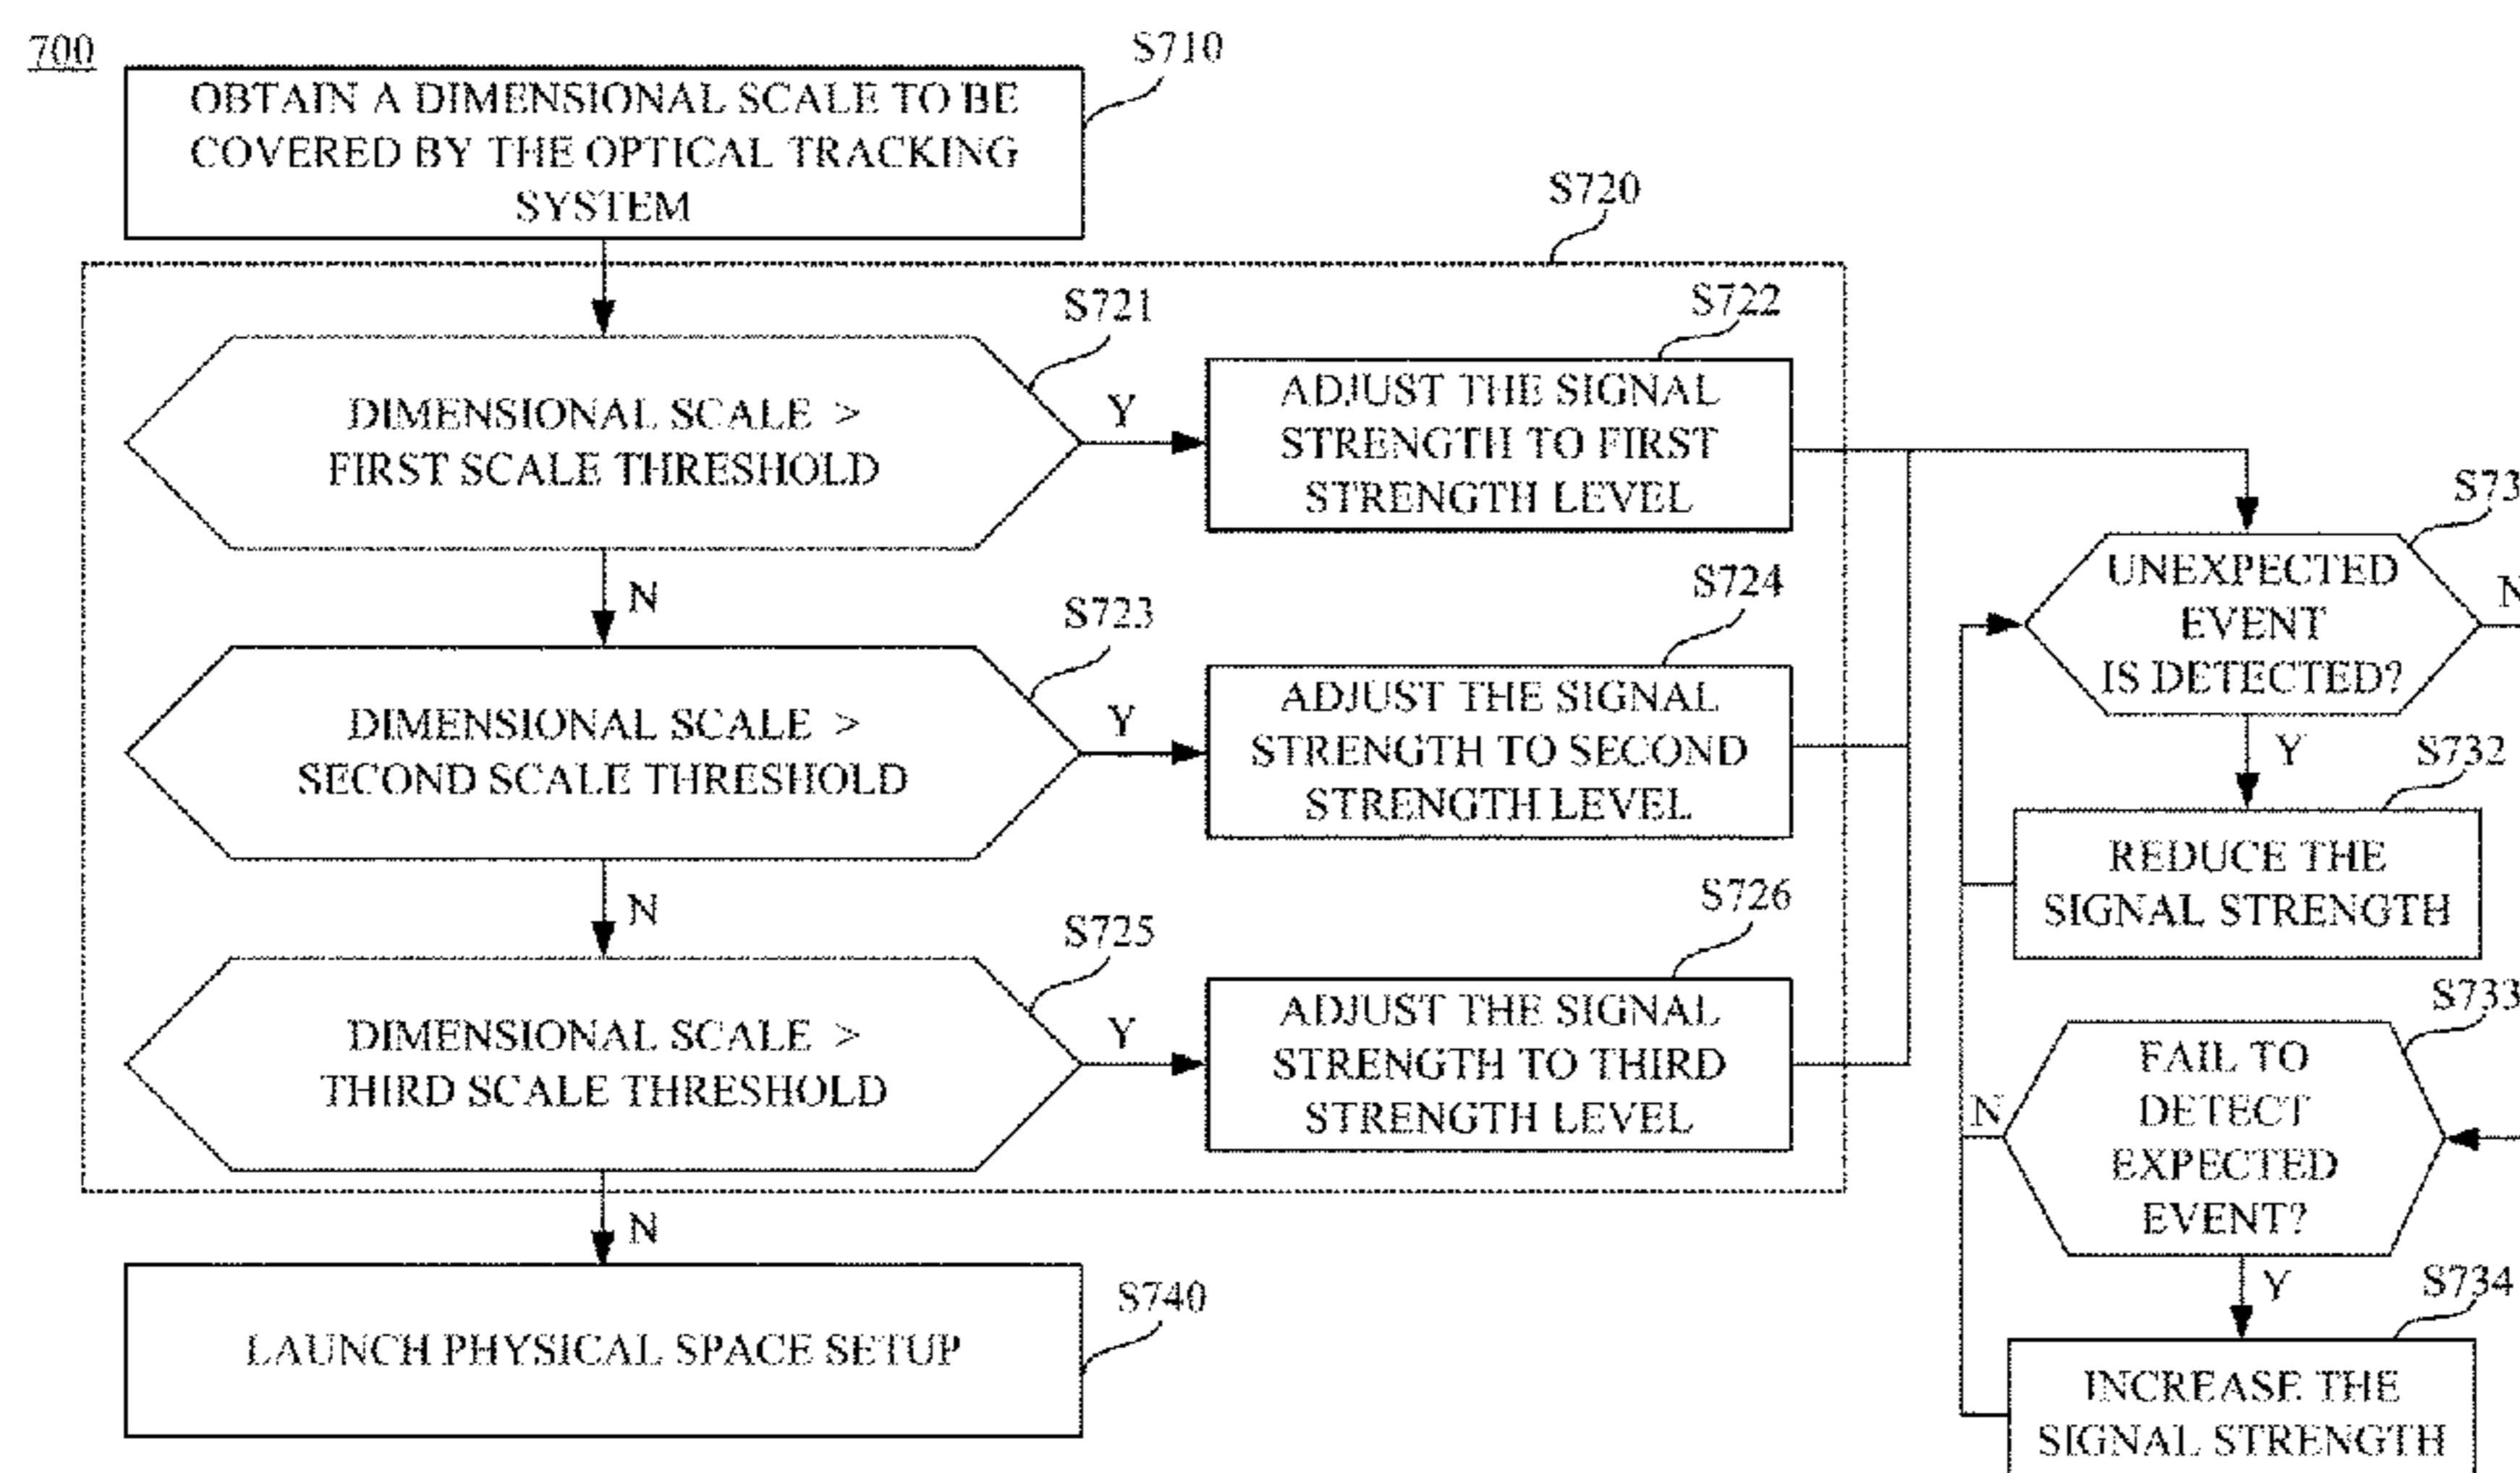 700
S710
OBTAIN A DIMENSIONAL SCALE TO BE
COVERED BY THE OPTICAL TRACKING
SYSTEM
S720
S721
DIMENSIONAL SCALE >
FIRST SCALE THRESHOLD
Y
S722
ADJUST THE SIGNAL
STRENGTH TO FIRST
STRENGTH LEVEL
N
S723
DIMENSIONAL SCALE >
SECOND SCALE THRESHOLD
Y
S724
ADJUST THE SIGNAL
STRENGTH TO SECOND
STRENGTH LEVEL
N
S725
DIMENSIONAL SCALE >
THIRD SCALE THRESHOLD
Y
S726
ADJUST THE SIGNAL
STRENGTH TO THIRD
STRENGTH LEVEL
N
S740
LAUNCH PHYSICAL SPACE SETUP
S73
UNEXPECTED
EVENT
IS DETECTED?
N
Y
S732
REDUCE THE
SIGNAL STRENGTH
S733
FAIL TO
DETECT
EXPECTED
EVENT?
N
Y
S734
INCREASE THE
SIGNAL STRENGTH